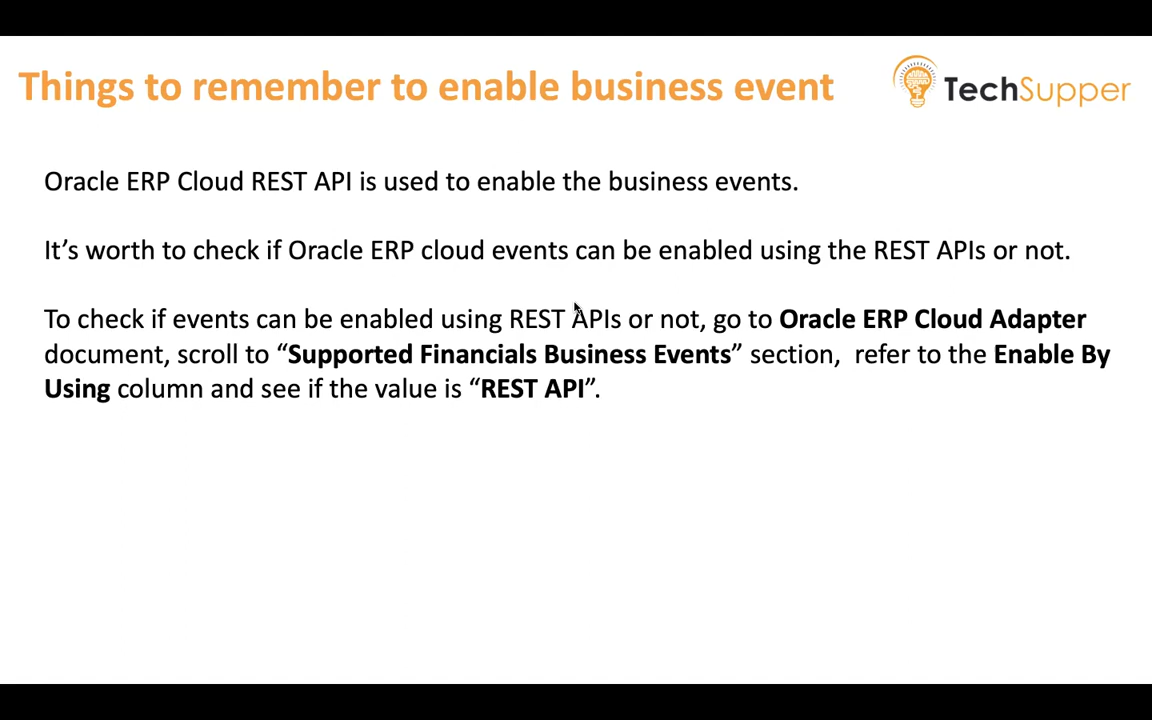 Things to remember to enable business event
TechSupper
Oracle ERP Cloud REST API is used to enable the business events.
It’s worth to check if Oracle ERP cloud events can be enabled using the REST APIs or not.
To check if events can be enabled using REST APIs or not, go to Oracle ERP Cloud Adapter
document, scroll to “Supported Financials Business Events” section,  refer to the Enable By
Using column and see if the value is “REST API”.